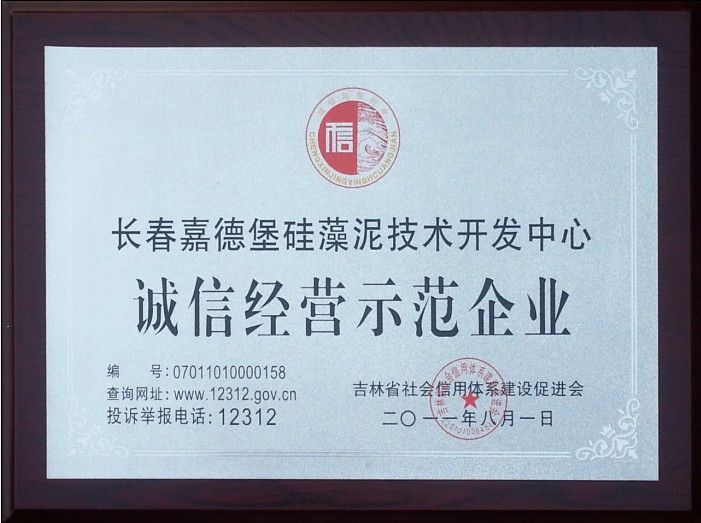 信
CHENGXINJINGYINGHCUANGJIAN
长春嘉德堡硅藻泥技术开发中心
诚信经营示范企业
编 号:07011010000158
查询网址:www.12312.gov.cn
投诉举报电话:12312
吉林省社会信用体系建设促进会
二〇一一年八月一日